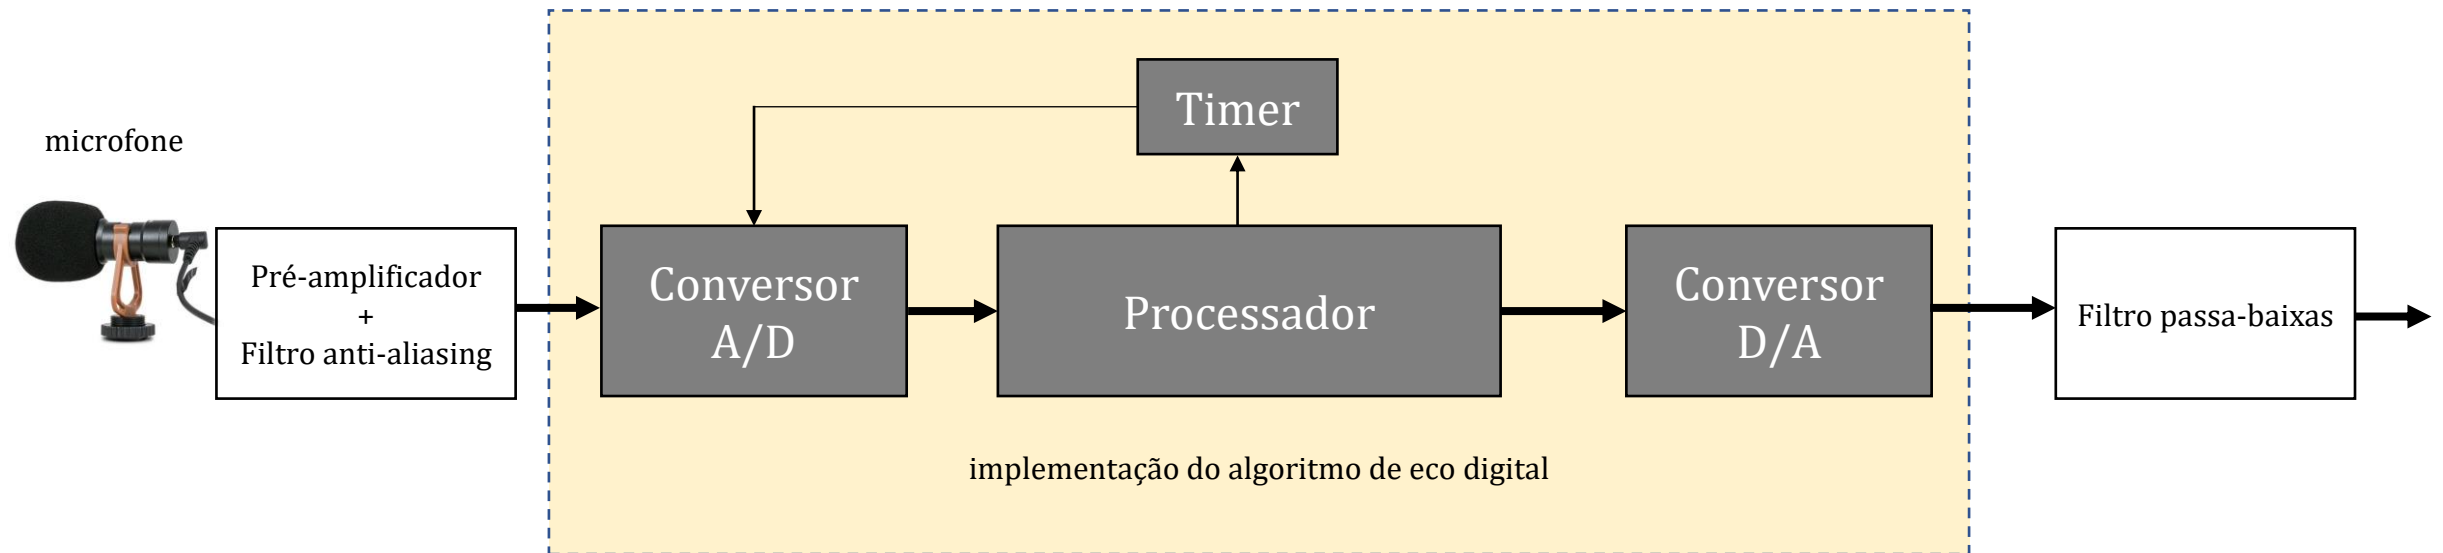 microfone
Pré-amplificador
+
Filtro anti-aliasing
Timer
Conversor
A/D
Processador
Conversor
D/A
Filtro passa-baixas
implementação do algoritmo de eco digital